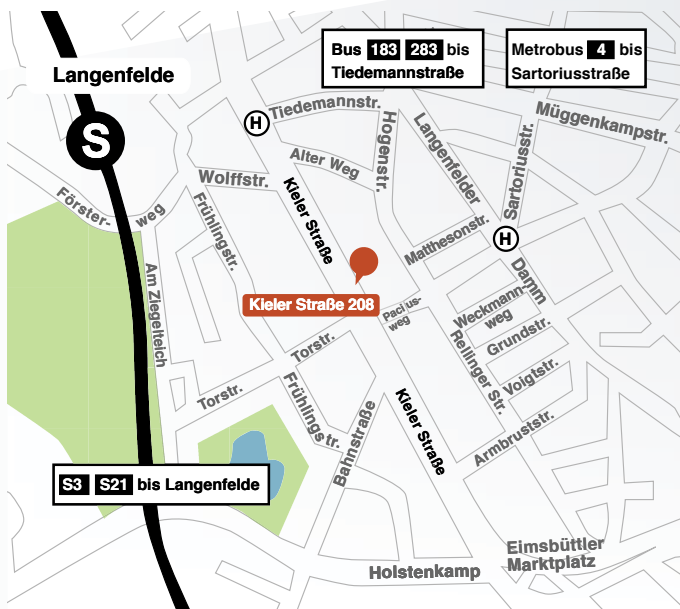 Bus 183 283 bis
Tiedemannstraße
Metrobus 4 bis
Sartoriusstraße
Langenfelde
S
H
Tiedemannstr.
Hogenstr.
Langenfelder
Damm
Sartoriusstr.
Müggenkampstr.
Alter Weg
Wolffstr.
Kieler Straße
Förster-
weg
Frühlingstr.
Matthesonstr.
H
Am Ziegelteich
Kieler Straße 208
Pacius-
weg
Weckmann-
weg
Grundstr.
Rellinger Str.
Voigtstr.
Torstr.
Torstr.
Frühlingstr.
Bahnstraße
Kieler Straße
Armbruststr.
S3 S21 bis Langenfelde
Holstenkamp
Eimsbüttler
Marktplatz